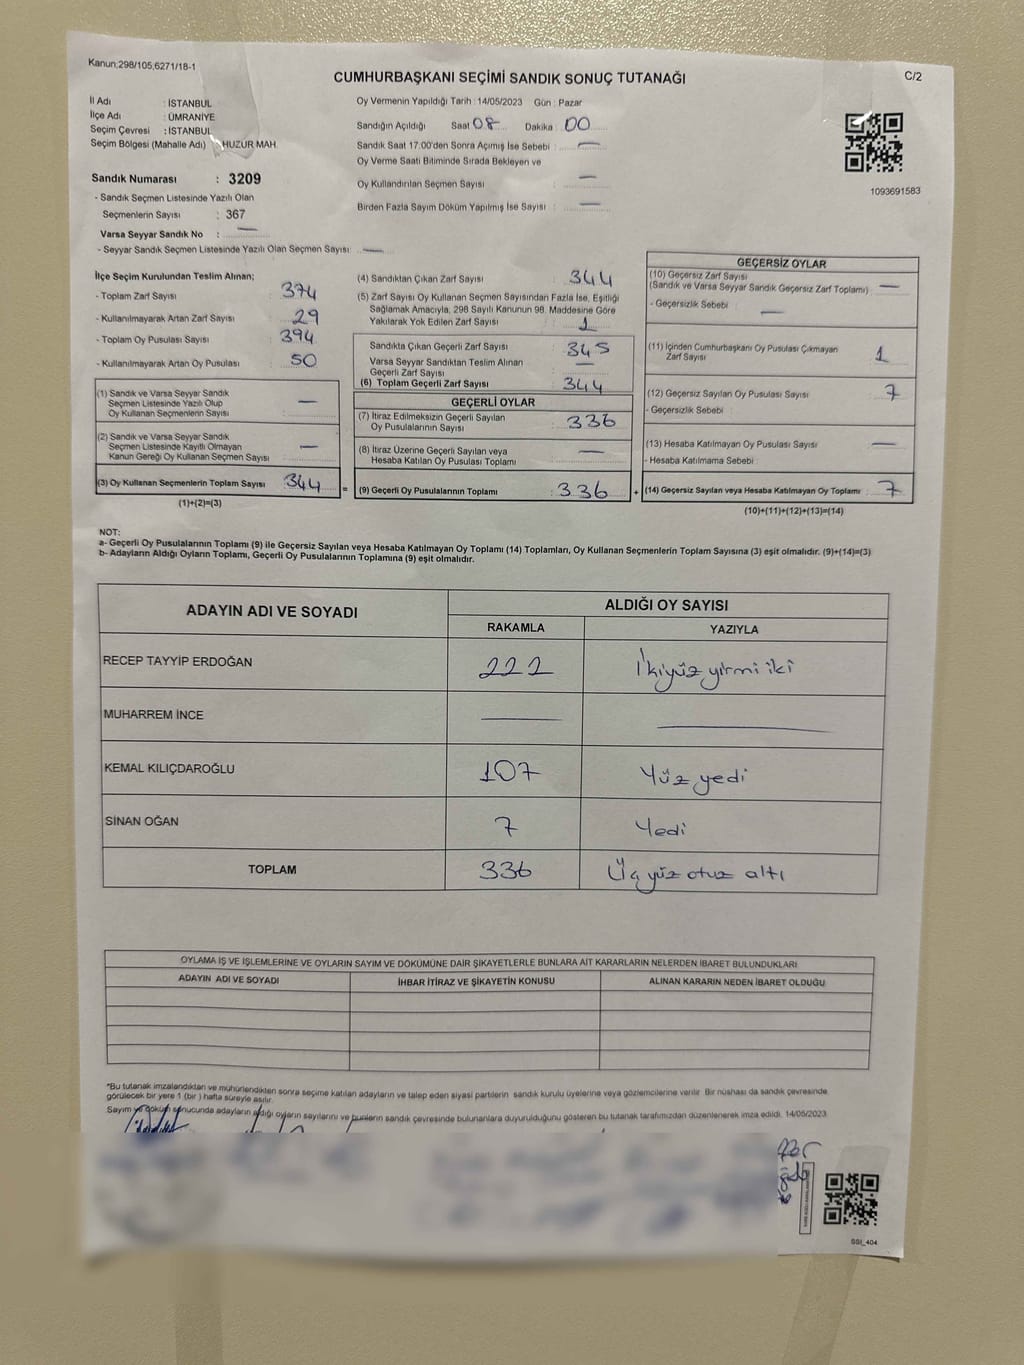 Kanun;298/105,6271/18-1
CUMHURBAŞKANI SEÇİMİ SANDIK SONUÇ TUTANAĞI
C/2
İl Adı : İSTANBUL
İlçe Adı : ÜMRANİYE
Seçim Çevresi : İSTANBUL
Seçim Bölgesi (Mahalle Adı) HUZUR MAH.
Sandık Numarası : 3209
- Sandık Seçmen Listesinde Yazılı Olan
Seçmenlerin Sayısı : 367
Varsa Seyyar Sandık No : —
- Seyyar Sandık Seçmen Listesinde Yazılı Olan Seçmen Sayısı: —
Oy Vermenin Yapıldığı Tarih : 14/05/2023 Gün : Pazar
Sandığın Açıldığı Saat 08 Dakika 00
Sandık Saat 17:00'den Sonra Açımış İse Sebebi : —
Oy Verme Saati Bitiminde Sırada Bekleyen ve
Oy Kullandırılan Seçmen Sayısı : —
Birden Fazla Sayım Döküm Yapılmış İse Sayısı : —
1093691583
İlçe Seçim Kurulundan Teslim Alınan;
- Toplam Zarf Sayısı : 374
- Kullanılmayarak Artan Zarf Sayısı : 29
- Toplam Oy Pusulası Sayısı : 394
- Kullanılmayarak Artan Oy Pusulası : 50
(1) Sandık ve Varsa Seyyar Sandık
Seçmen Listesinde Yazılı Olup
Oy Kullanan Seçmenlerin Sayısı : —
(2) Sandık ve Varsa Seyyar Sandık
Seçmen Listesinde Kayıtlı Olmayan
Kanun Gereği Oy Kullanan Seçmen Sayısı : —
(3) Oy Kullanan Seçmenlerin Toplam Sayısı : 344
(1)+(2)=(3)
(4) Sandıktan Çıkan Zarf Sayısı : 344
(5) Zarf Sayısı Oy Kullanan Seçmen Sayısından Fazla İse, Eşitliği
Sağlamak Amacıyla, 298 Sayılı Kanunun 98. Maddesine Göre
Yakılarak Yok Edilen Zarf Sayısı : 1
Sandıkta Çıkan Geçerli Zarf Sayısı : 345
Varsa Seyyar Sandıktan Teslim Alınan
Geçerli Zarf Sayısı : —
(6) Toplam Geçerli Zarf Sayısı : 344
GEÇERLİ OYLAR
(7) İtiraz Edilmeksizin Geçerli Sayılan
Oy Pusulalarının Sayısı : 336
(8) İtiraz Üzerine Geçerli Sayılan veya
Hesaba Katılan Oy Pusulası Toplamı : —
= (9) Geçerli Oy Pusulalarının Toplamı : 336 +
GEÇERSİZ OYLAR
(10) Geçersiz Zarf Sayısı
(Sandık ve Varsa Seyyar Sandık Geçersiz Zarf Toplamı) : —
- Geçersizlik Sebebi : —
(11) İçinden Cumhurbaşkanı Oy Pusulası Çıkmayan
Zarf Sayısı : 1
(12) Geçersiz Sayılan Oy Pusulası Sayısı : 7
- Geçersizlik Sebebi :
(13) Hesaba Katılmayan Oy Pusulası Sayısı : —
- Hesaba Katılmama Sebebi :
(14) Geçersiz Sayılan veya Hesaba Katılmayan Oy Toplamı : 7
(10)+(11)+(12)+(13)=(14)
NOT:
a- Geçerli Oy Pusulalarının Toplamı (9) ile Geçersiz Sayılan veya Hesaba Katılmayan Oy Toplamı (14) Toplamları, Oy Kullanan Seçmenlerin Toplam Sayısına (3) eşit olmalıdır. (9)+(14)=(3)
b- Adayların Aldığı Oyların Toplamı, Geçerli Oy Pusulalarının Toplamına (9) eşit olmalıdır.
ADAYIN ADI VE SOYADI
ALDIĞI OY SAYISI
RAKAMLA YAZIYLA
RECEP TAYYİP ERDOĞAN 222 İkiyüz yirmi iki
MUHARREM İNCE — —
KEMAL KILIÇDAROĞLU 107 Yüz yedi
SİNAN OĞAN 7 Yedi
TOPLAM 336 Üç yüz otuz altı
OYLAMA İŞ VE İŞLEMLERİNE VE OYLARIN SAYIM VE DÖKÜMÜNE DAİR ŞİKAYETLERLE BUNLARA AİT KARARLARIN NELERDEN İBARET BULUNDUKLARI
ADAYIN ADI VE SOYADI İHBAR İTİRAZ VE ŞİKAYETİN KONUSU ALINAN KARARIN NEDEN İBARET OLDUĞU
*Bu tutanak imzalandıktan ve mühürlendikten sonra seçime katılan adayların ve talep eden siyasi partilerin sandık kurulu üyelerine veya gözlemcilerine verilir. Bir nüshası da sandık çevresinde
görülecek bir yere 1 (bir ) hafta süreyle asılır.
Sayım ve döküm sonucunda adayların aldığı oyların sayılarını ve bunların sandık çevresinde bulunanlara duyurulduğunu gösteren bu tutanak tarafımızdan düzenlenerek imza edildi. 14/05/2023
SSI_404